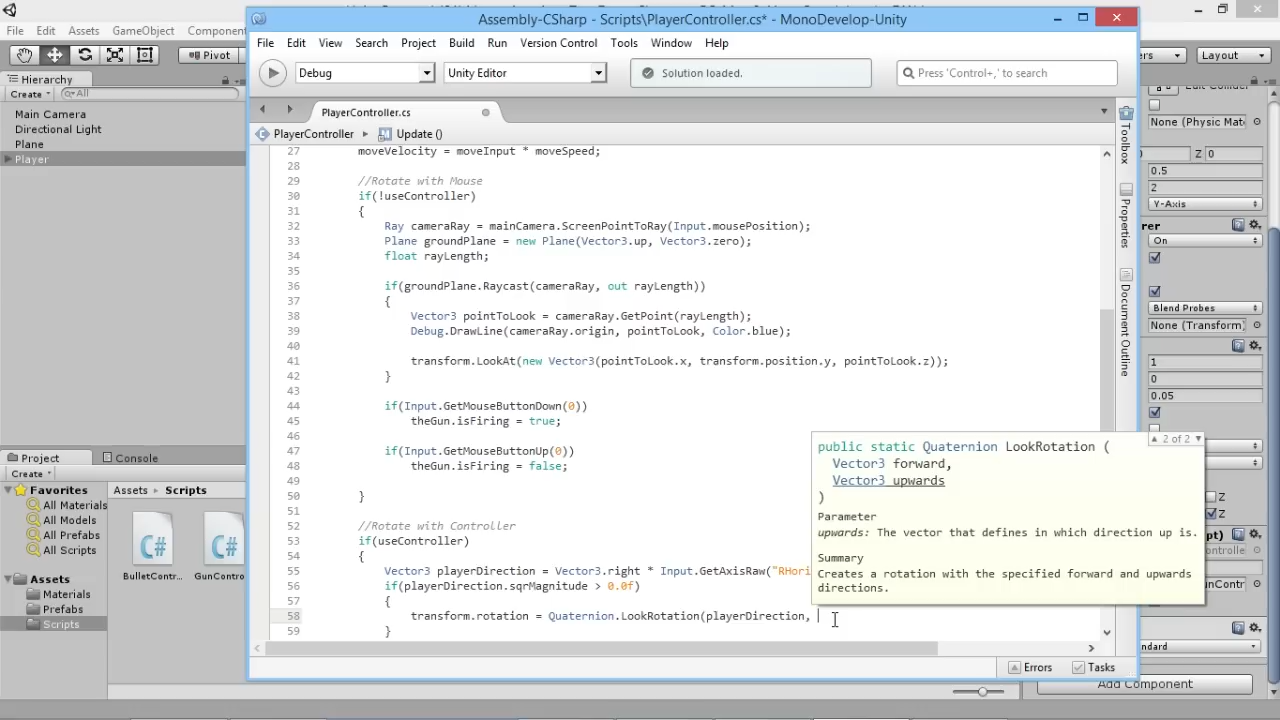 Assembly-CSharp - Scripts\PlayerController.cs* - MonoDevelop-Unity
File Edit Assets GameObject Component
File Edit View Search Project Build Run Version Control Tools Window Help
Pivot
Layout
Debug
Unity Editor
Solution loaded.
Press 'Control+,' to search
Hierarchy
Create
All
Main Camera
Directional Light
Plane
Player
PlayerController.cs
PlayerController
Update ()
27 moveVelocity = moveInput * moveSpeed;
28
29 //Rotate with Mouse
30 if(!useController)
31 {
32 Ray cameraRay = mainCamera.ScreenPointToRay(Input.mousePosition);
33 Plane groundPlane = new Plane(Vector3.up, Vector3.zero);
34 float rayLength;
35
36 if(groundPlane.Raycast(cameraRay, out rayLength))
37 {
38 Vector3 pointToLook = cameraRay.GetPoint(rayLength);
39 Debug.DrawLine(cameraRay.origin, pointToLook, Color.blue);
40
41 transform.LookAt(new Vector3(pointToLook.x, transform.position.y, pointToLook.z));
42 }
43
44 if(Input.GetMouseButtonDown(0))
45 theGun.isFiring = true;
46
47 if(Input.GetMouseButtonUp(0))
48 theGun.isFiring = false;
49
50 }
51
52 //Rotate with Controller
53 if(useController)
54 {
55 Vector3 playerDirection = Vector3.right * Input.GetAxisRaw("RHori
56 if(playerDirection.sqrMagnitude > 0.0f)
57 {
58 transform.rotation = Quaternion.LookRotation(playerDirection,
59 }
2 of 2
public static Quaternion LookRotation (
Vector3 forward,
Vector3 upwards
)
Parameter
upwards: The vector that defines in which direction up is.
Summary
Creates a rotation with the specified forward and upwards
directions.
Toolbox
Properties
Document Outline
Errors
Tasks
Project
Console
Create
Favorites
All Materials
All Models
All Prefabs
All Scripts
Assets
Materials
Prefabs
Scripts
Assets
Scripts
C#
C#
BulletContr...
GunContro
Edit Collider
None (Physic Mat
Z 0
0.5
2
Y-Axis
rer
On
Blend Probes
None (Transform)
1
0
0.05
Z
Z
pt)
ontrolle
unContr
ndard
Add Component